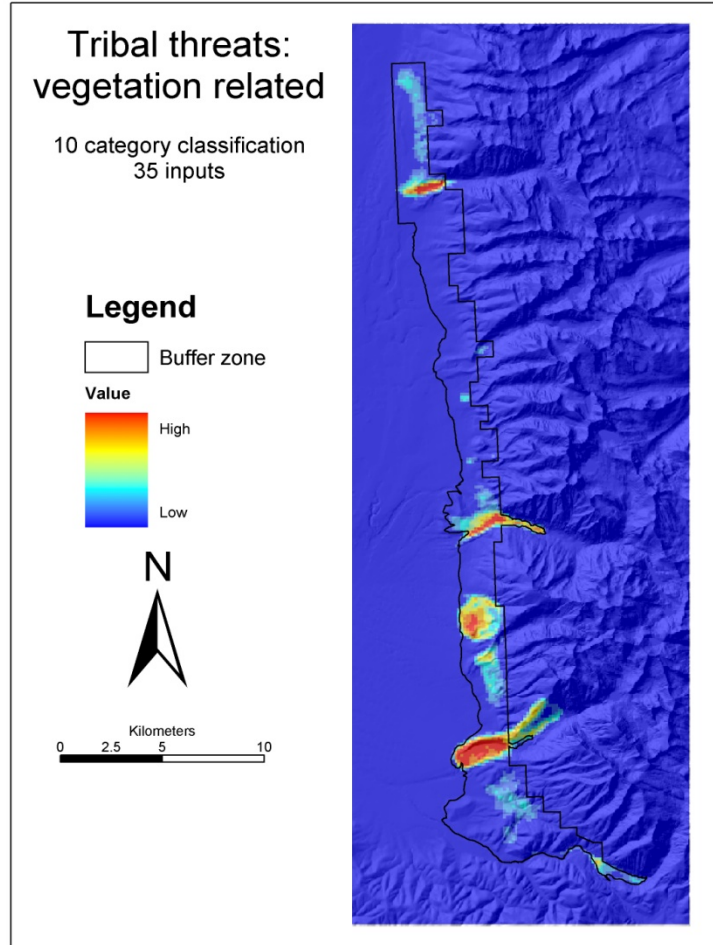 Tribal threats:
vegetation related
10 category classification
35 inputs
Legend
Buffer zone
Value
High
Low
N
Kilometers
0 2.5 5 10